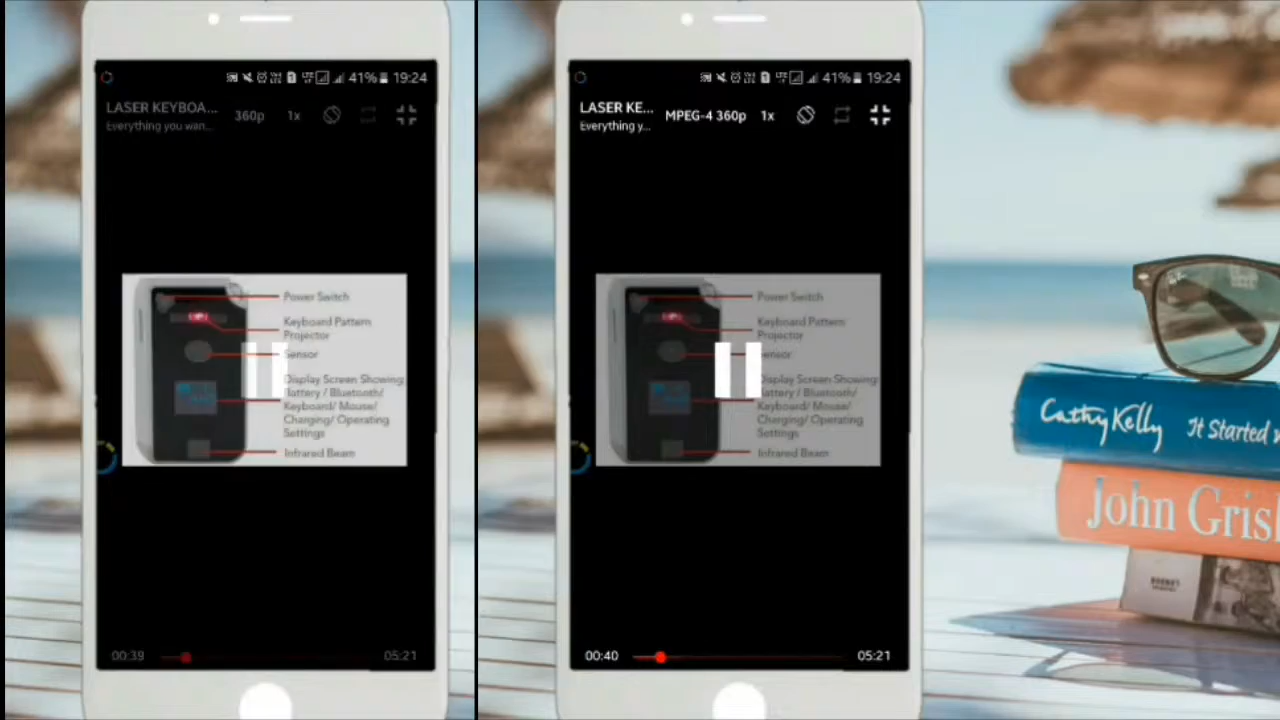 41% 19:24
LASER KEYBOA...
Everything you wan...
360p 1x
Power Switch
Keyboard Pattern
Projector
Sensor
Display Screen Showing:
Battery / Bluetooth/
Keyboard/ Mouse/
Charging/ Operating
Settings
Infrared Beam
00:39 05:21
41% 19:24
LASER KE...
Everything y...
MPEG-4 360p 1x
Power Switch
Keyboard Pattern
Projector
Sensor
Display Screen Showing:
Battery / Bluetooth/
Keyboard/ Mouse/
Charging/ Operating
Settings
Infrared Beam
00:40 05:21
Cathy Kelly It Started
John Gris